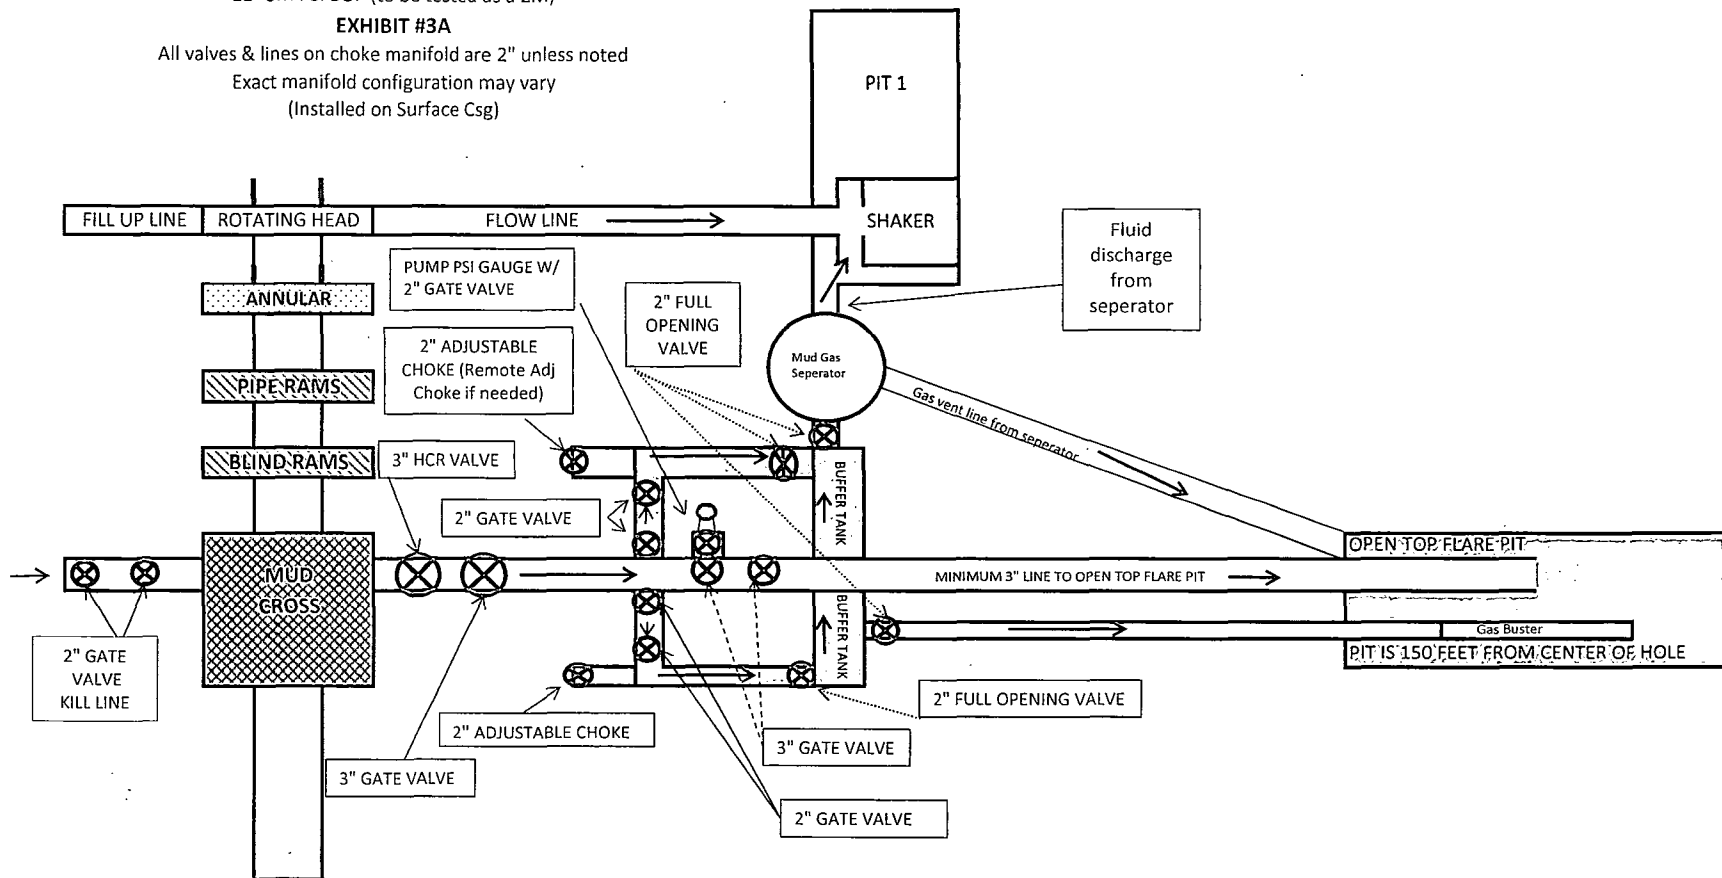 (to be tested as a 2M)
EXHIBIT #3A
All valves & lines on choke manifold are 2" unless noted
Exact manifold configuration may vary
(Installed on Surface Csg)
PIT 1
FILL UP LINE
ROTATING HEAD
FLOW LINE
SHAKER
Fluid
discharge
from
seperator
PUMP PSI GAUGE W/
2" GATE VALVE
ANNULAR
2" FULL
OPENING
VALVE
2" ADJUSTABLE
CHOKE (Remote Adj
Choke if needed)
Mud Gas
Seperator
PIPE RAMS
Gas vent line from seperator
BLIND RAMS
3" HCR VALVE
2" GATE VALVE
BUFFER TANK
OPEN TOP FLARE PIT
MUD
CROSS
MINIMUM 3" LINE TO OPEN TOP FLARE PIT
BUFFER TANK
Gas Buster
PIT IS 150 FEET FROM CENTER OF HOLE
2" GATE
VALVE
KILL LINE
2" FULL OPENING VALVE
2" ADJUSTABLE CHOKE
3" GATE VALVE
3" GATE VALVE
2" GATE VALVE